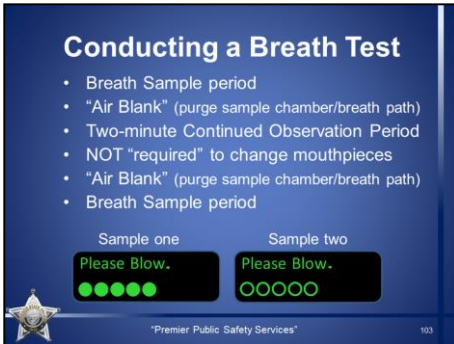 Conducting a Breath Test
• Breath Sample period
• “Air Blank” (purge sample chamber/breath path)
• Two-minute Continued Observation Period
• NOT “required” to change mouthpieces
• “Air Blank” (purge sample chamber/breath path)
• Breath Sample period
Sample one
Sample two
Please Blow.
Please Blow.
“Premier Public Safety Services”
103